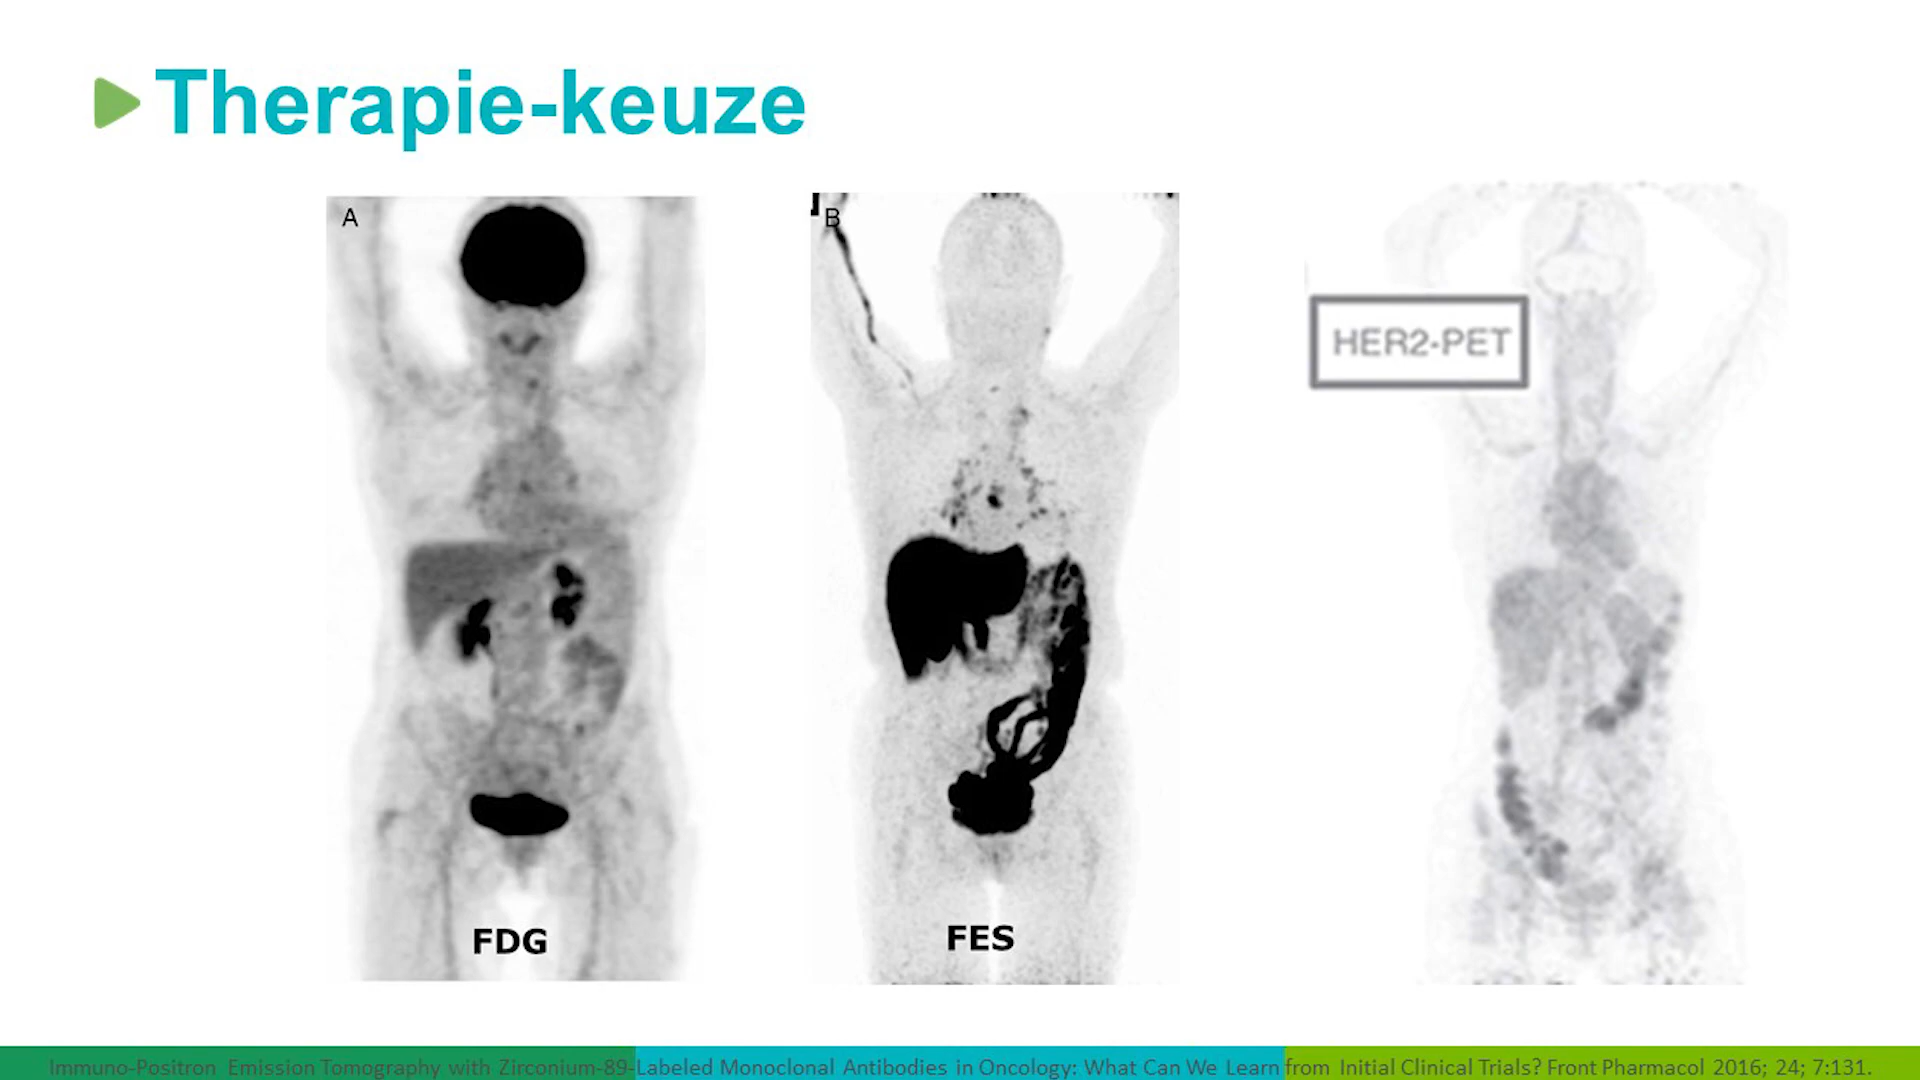 Therapie-keuze
A
B
HER2-PET
FDG
FES
Immuno-Positron Emission Tomography with Zirconium-89-Labeled Monoclonal Antibodies in Oncology: What Can We Learn from Initial Clinical Trials? Front Pharmacol 2016; 24; 7:131.